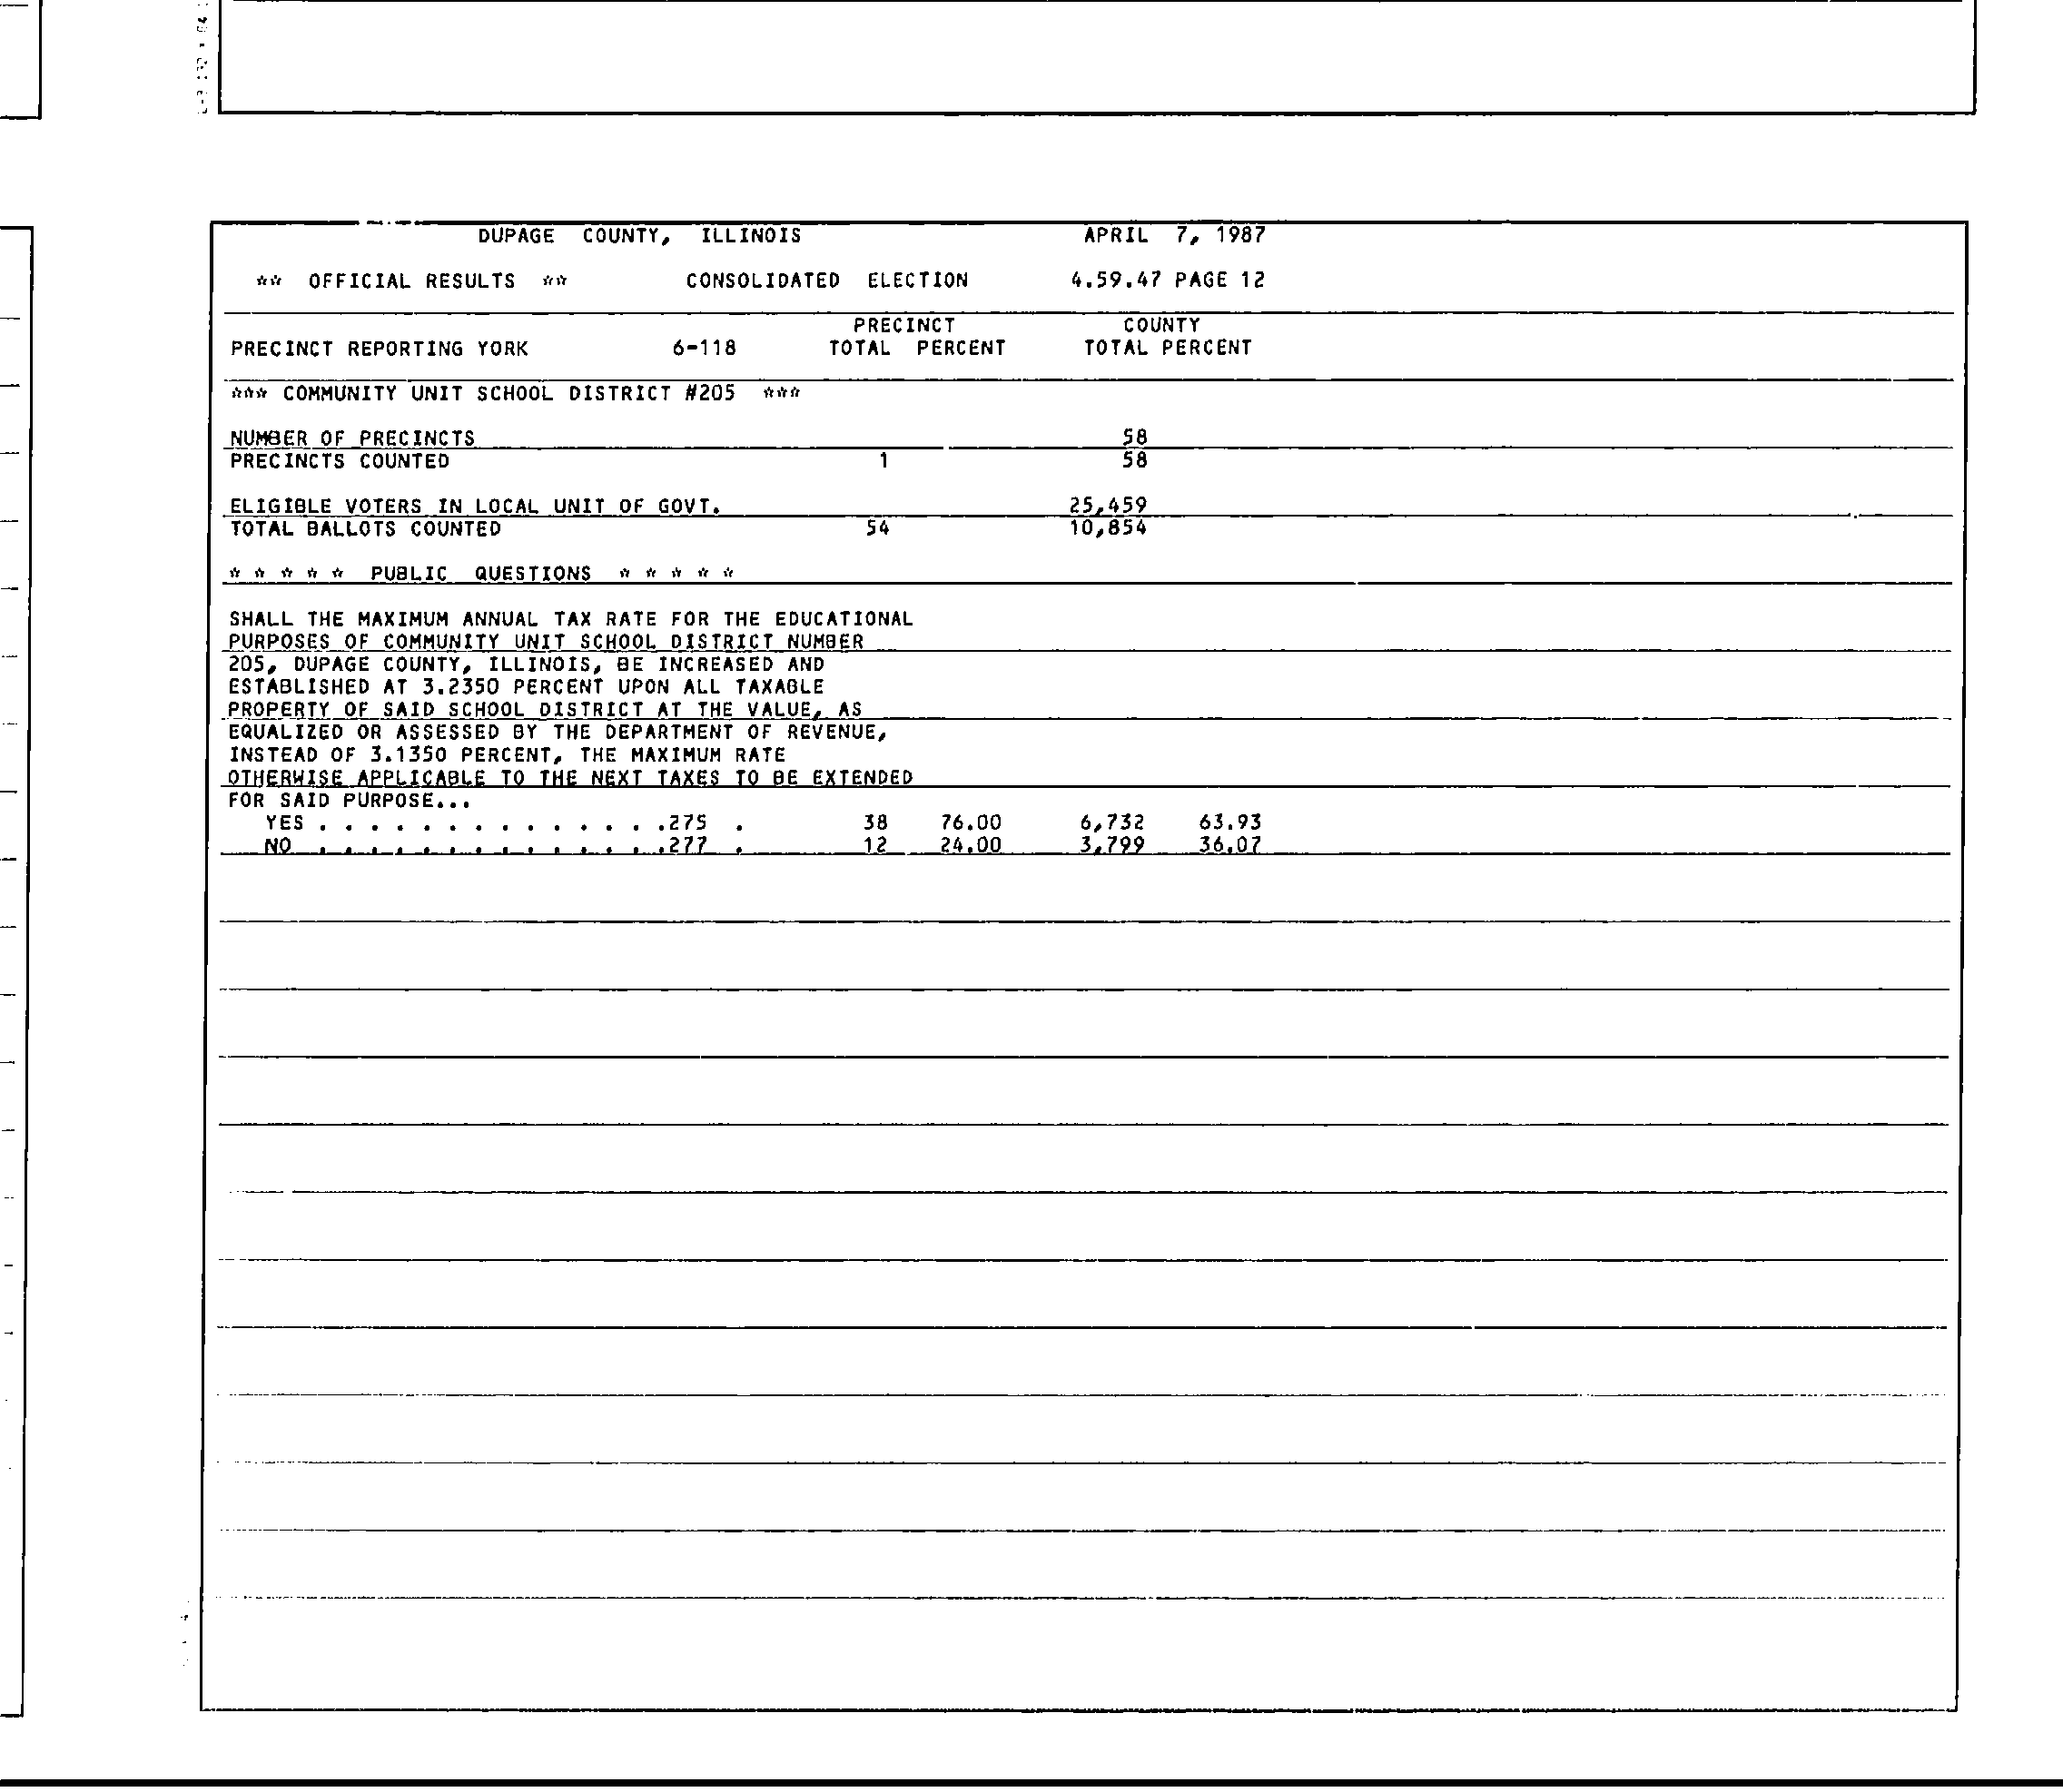 DUPAGE COUNTY, ILLINOIS APRIL 7, 1987
** OFFICIAL RESULTS ** CONSOLIDATED ELECTION 4.59.47 PAGE 12
PRECINCT COUNTY
PRECINCT REPORTING YORK 6-118 TOTAL PERCENT TOTAL PERCENT
*** COMMUNITY UNIT SCHOOL DISTRICT #205 ***
NUMBER OF PRECINCTS 58
PRECINCTS COUNTED 1 58
ELIGIBLE VOTERS IN LOCAL UNIT OF GOVT. 25,459
TOTAL BALLOTS COUNTED 54 10,854
* * * * * PUBLIC QUESTIONS * * * * *
SHALL THE MAXIMUM ANNUAL TAX RATE FOR THE EDUCATIONAL
PURPOSES OF COMMUNITY UNIT SCHOOL DISTRICT NUMBER
205, DUPAGE COUNTY, ILLINOIS, BE INCREASED AND
ESTABLISHED AT 3.2350 PERCENT UPON ALL TAXABLE
PROPERTY OF SAID SCHOOL DISTRICT AT THE VALUE, AS
EQUALIZED OR ASSESSED BY THE DEPARTMENT OF REVENUE,
INSTEAD OF 3.1350 PERCENT, THE MAXIMUM RATE
OTHERWISE APPLICABLE TO THE NEXT TAXES TO BE EXTENDED
FOR SAID PURPOSE...
YES . . . . . . . . . . . . . .275 . 38 76.00 6,732 63.93
NO . . . . . . . . . . . . . .277 . 12 24.00 3,799 36.07